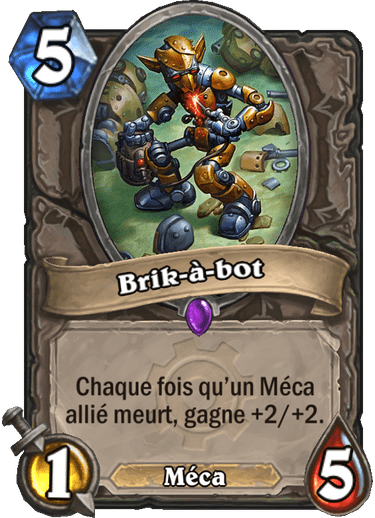 5
Brik-à-bot
Chaque fois qu'un Méca
allié meurt, gagne +2/+2.
1
Méca
5